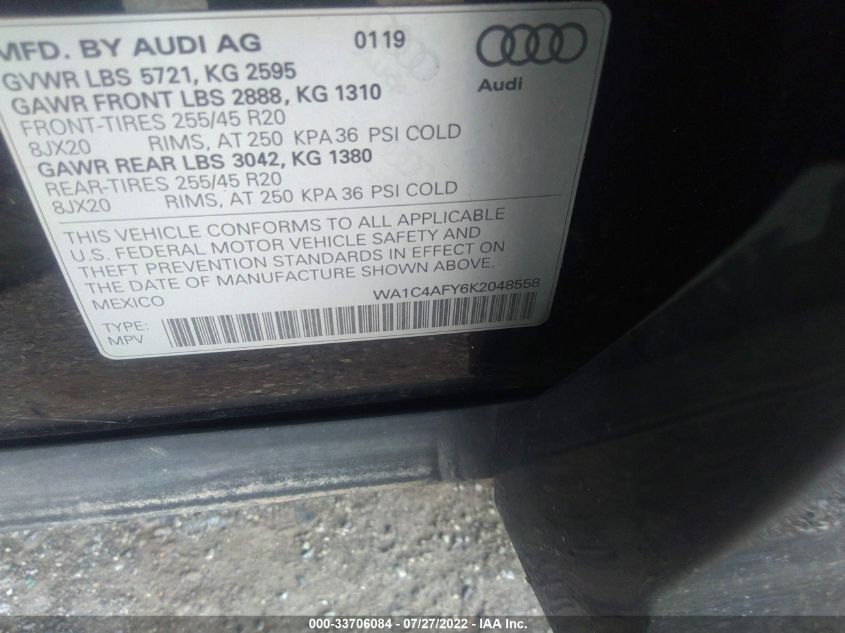 MFD. BY AUDI AG 0119
Audi
GVWR LBS 5721, KG 2595
GAWR FRONT LBS 2888, KG 1310
FRONT-TIRES 255/45 R20
8JX20 RIMS, AT 250 KPA 36 PSI COLD
GAWR REAR LBS 3042, KG 1380
REAR-TIRES 255/45 R20
8JX20 RIMS, AT 250 KPA 36 PSI COLD
THIS VEHICLE CONFORMS TO ALL APPLICABLE
U.S. FEDERAL MOTOR VEHICLE SAFETY AND
THEFT PREVENTION STANDARDS IN EFFECT ON
THE DATE OF MANUFACTURE SHOWN ABOVE.
MEXICO WA1C4AFY6K2048558
TYPE:
MPV
000-33706084 - 07/27/2022 - IAA Inc.